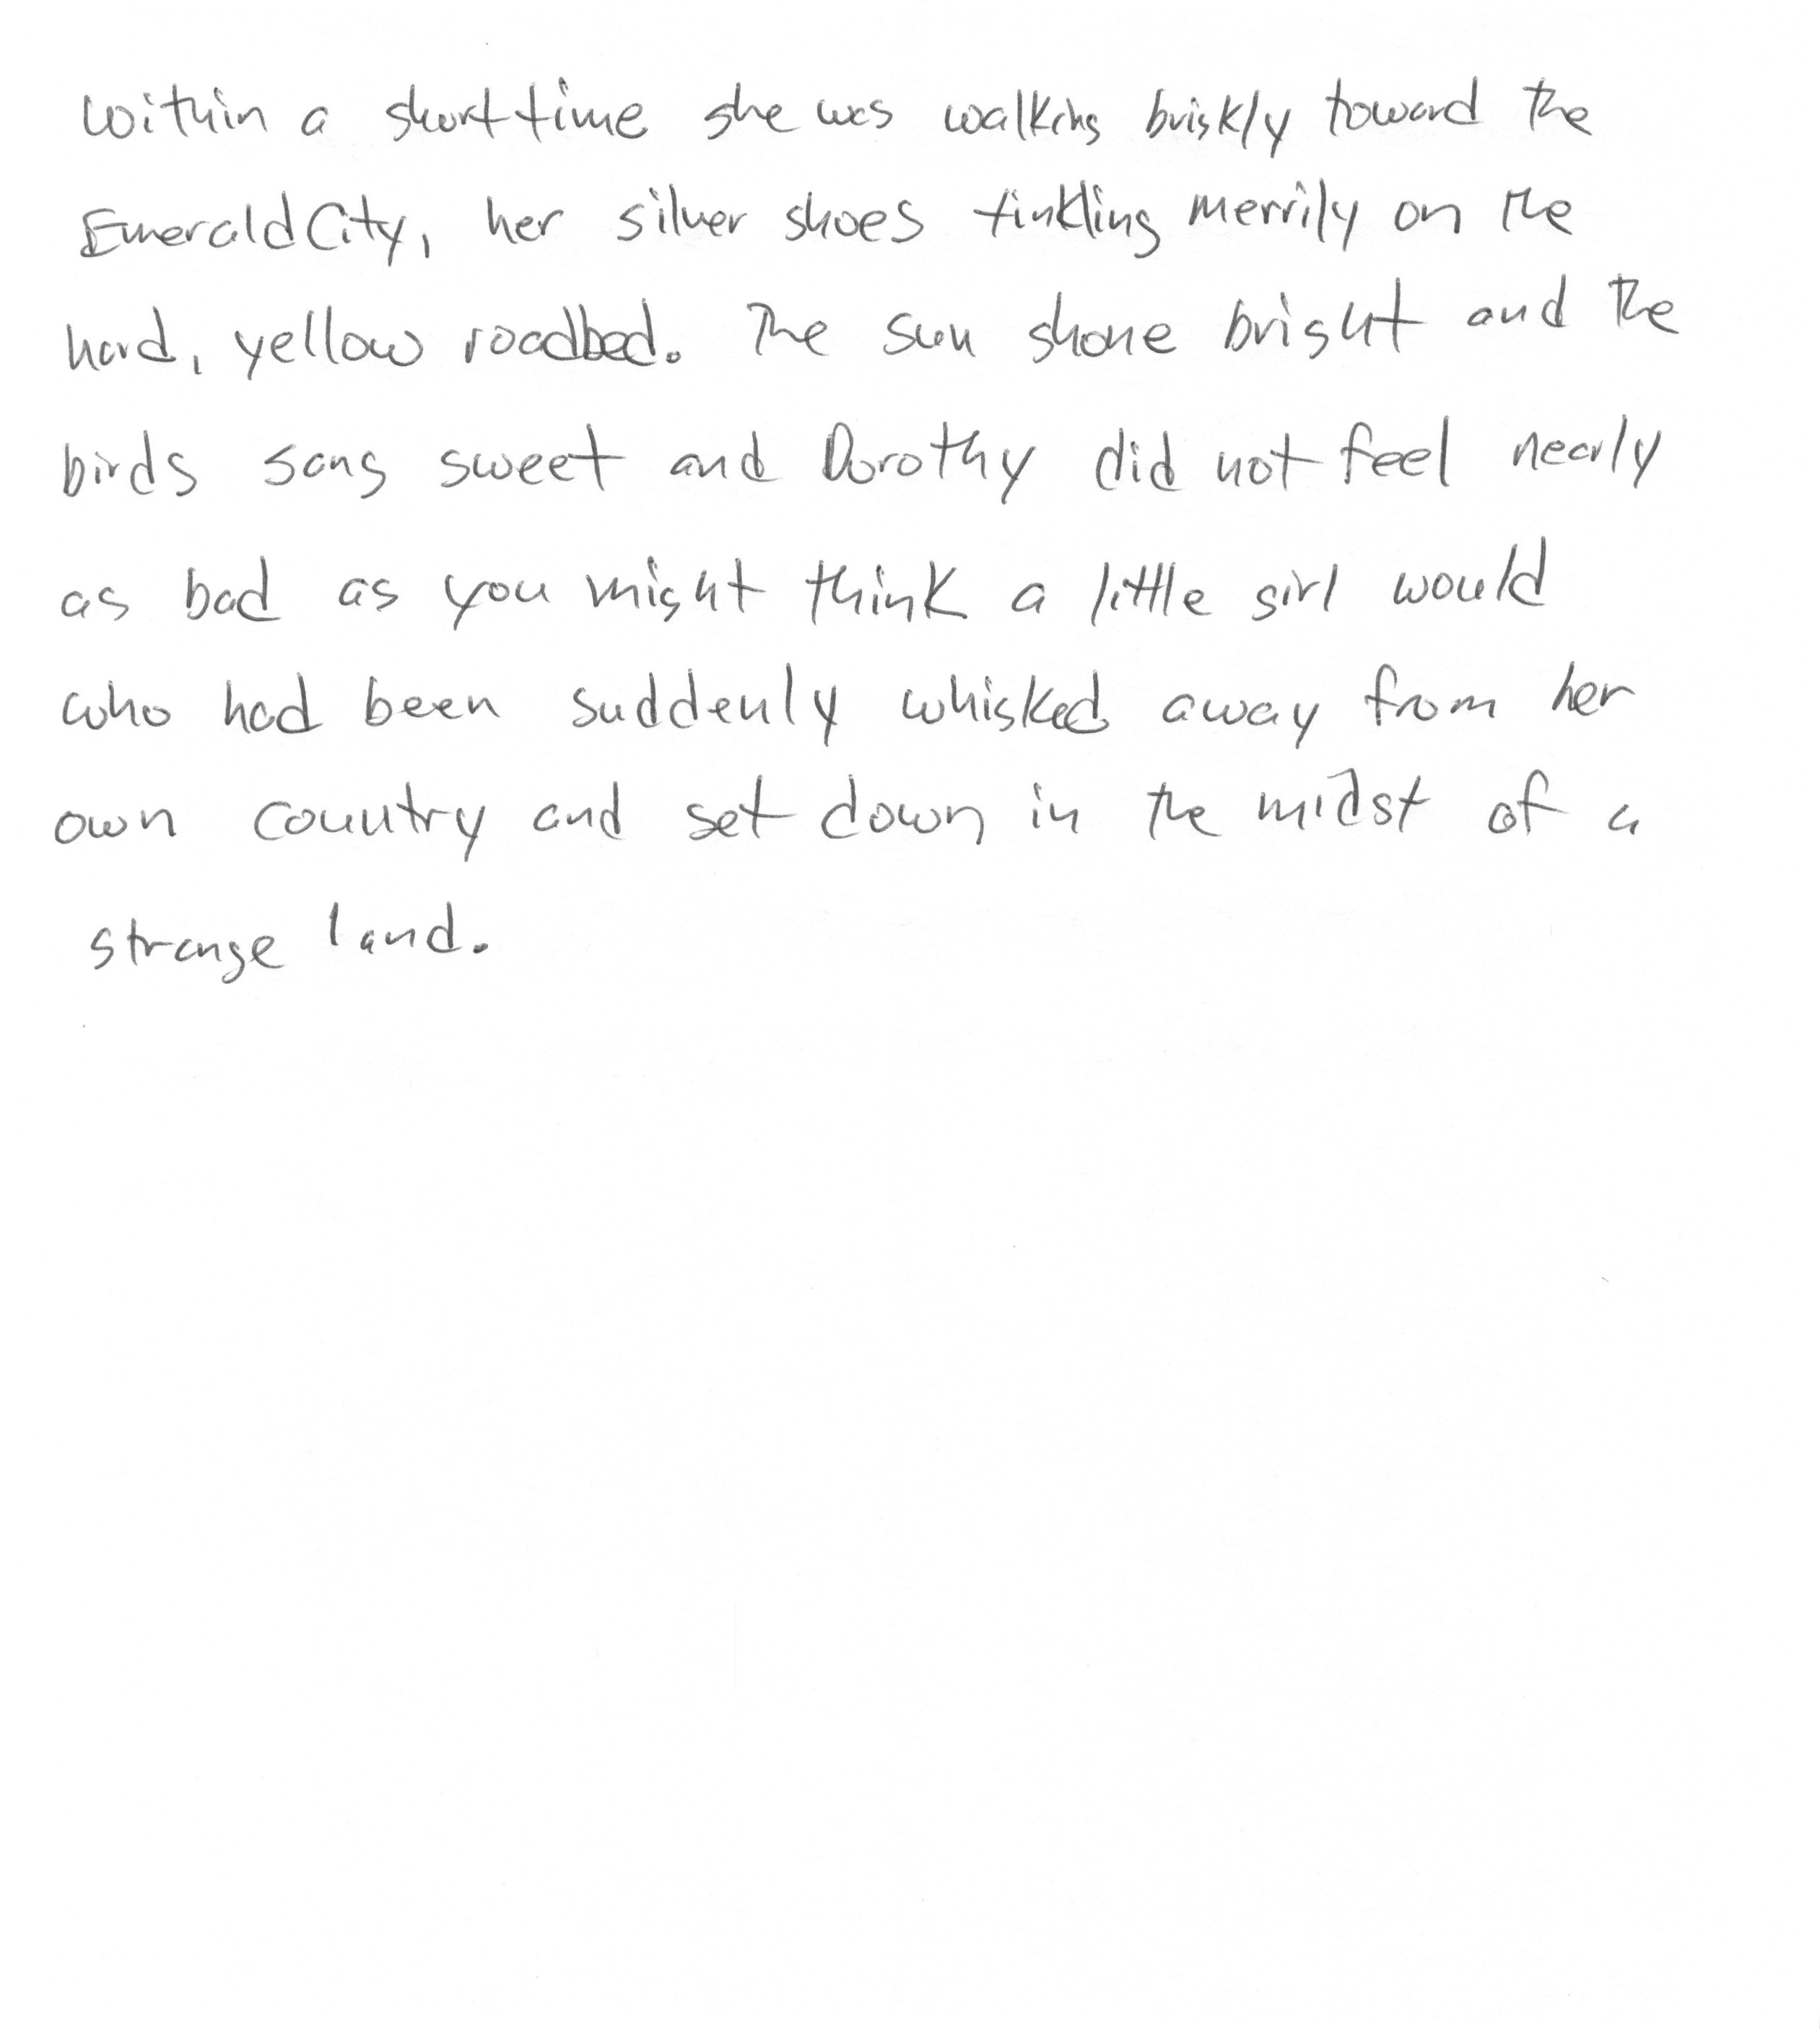 Within a short time she was walking briskly toward the
Emerald City, her silver shoes tinkling merrily on the
hard, yellow roadbed. The sun shone bright and the
birds sang sweet and Dorothy did not feel nearly
as bad as you might think a little girl would
who had been suddenly whisked away from her
own country and set down in the midst of a
strange land.